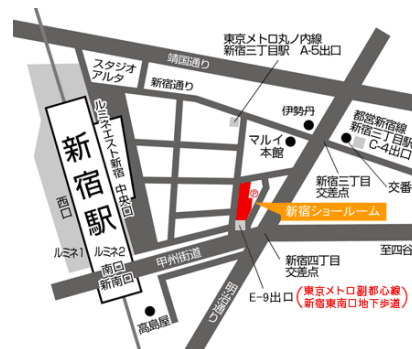 東京メトロ丸ノ内線
新宿三丁目駅 A-5出口
靖国通り
スタジオ
アルタ
新宿通り
伊勢丹
都営新宿線
新宿三丁目駅
C-4出口
マルイ
本館
ルミネエスト新宿
中央口
新宿駅
西口
交番
新宿三丁目
交差点
P
新宿ショールーム
ルミネ1
ルミネ2
南口
新南口
甲州街道
新宿四丁目
交差点
至四谷
E-9出口
(東京メトロ副都心線
新宿東南口地下歩道)
明治通り
高島屋